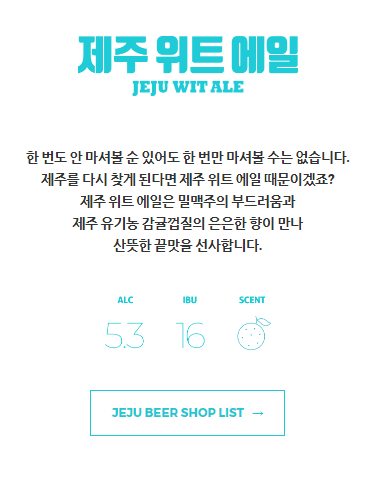 제주 위트 에일
JEJU WIT ALE
한 번도 안 마셔볼 순 있어도 한 번만 마셔볼 수는 없습니다.
제주를 다시 찾게 된다면 제주 위트 에일 때문이겠죠?
제주 위트 에일은 밀맥주의 부드러움과
제주 유기농 감귤껍질의 은은한 향이 만나
산뜻한 끝맛을 선사합니다.
ALC IBU SCENT
5.3 16
JEJU BEER SHOP LIST →